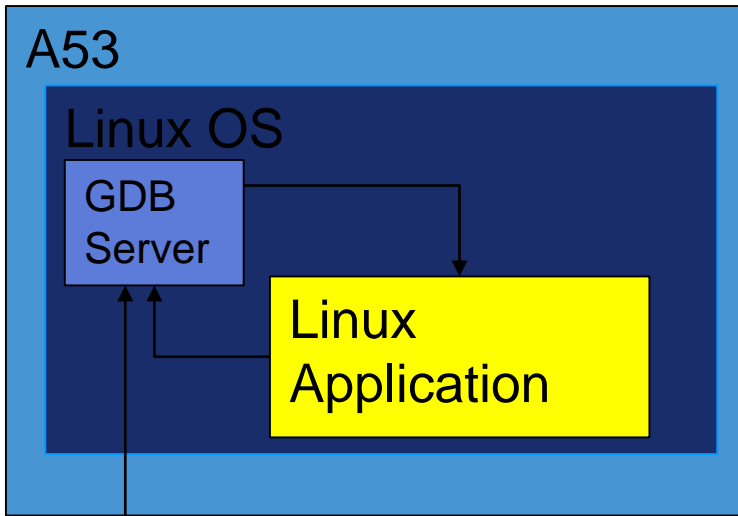 A53
Linux OS
GDB
Server
Linux
Application